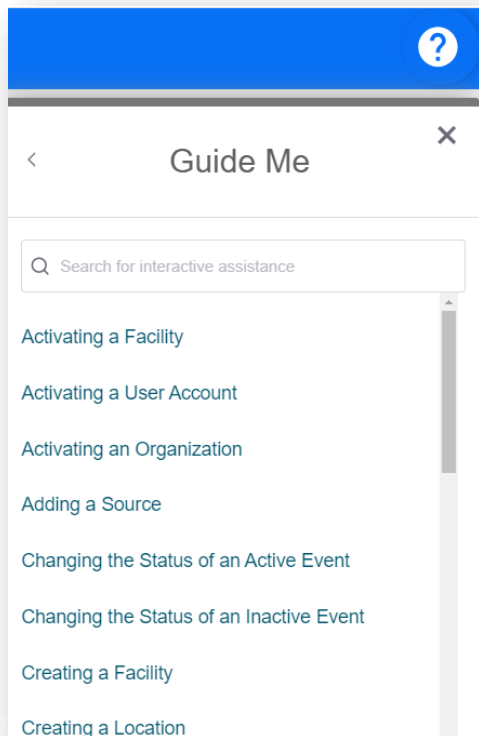 ?
Guide Me
Search for interactive assistance
Activating a Facility
Activating a User Account
Activating an Organization
Adding a Source
Changing the Status of an Active Event
Changing the Status of an Inactive Event
Creating a Facility
Creating a Location